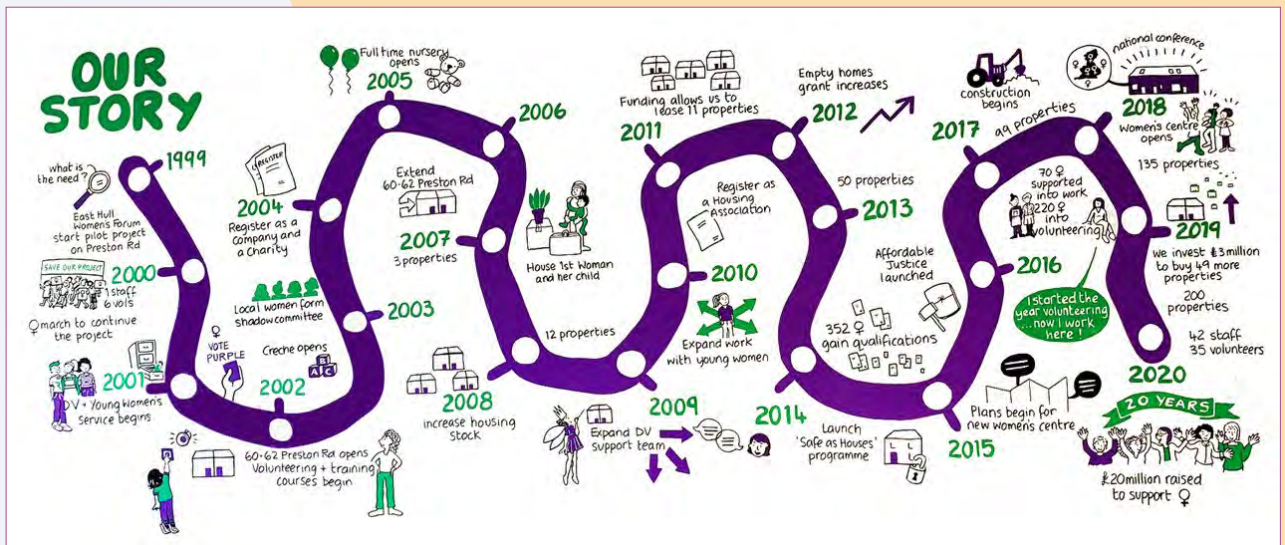 OUR
STORY
1999
what is
the need?
East Hull
Women's Forum
start pilot project
on Preston Rd
SAVE OUR PROJECT
2000
1 staff
6 vols
♀ march to continue
the project
2001
DV + Young Women's
Service begins
VOTE
PURPLE
2002
Creche opens
A B C
60-62 Preston Rd opens
Volunteering + training
courses begin
Local women form
shadow committee
2003
REGISTER
2004
Register as a
company and
a Charity
Full time nursery
opens
2005
2006
House 1st Woman
and her child
Extend
60-62 Preston Rd
2007
3 properties
12 properties
2008
increase housing
stock
2009
Expand DV
support team
2010
Expand work
with young women
Register as
a Housing
Association
Funding allows us to
lease 11 properties
2011
Empty homes
grant increases
2012
50 properties
2013
2014
Launch
'Safe as Houses'
programme
352 ♀
gain qualifications
Affordable
Justice
launched
2015
2016
Plans begin for
new women's centre
70 ♀
supported
into work
220 ♀
into
volunteering
I started the
year volunteering
...now I work
here!
construction
begins
2017
99 properties
national conference
2018
Women's centre
opens
135 properties
2019
we invest £3 million
to buy 49 more
properties
200
properties
42 staff
35 volunteers
2020
20 YEARS
£20million raised
to support ♀